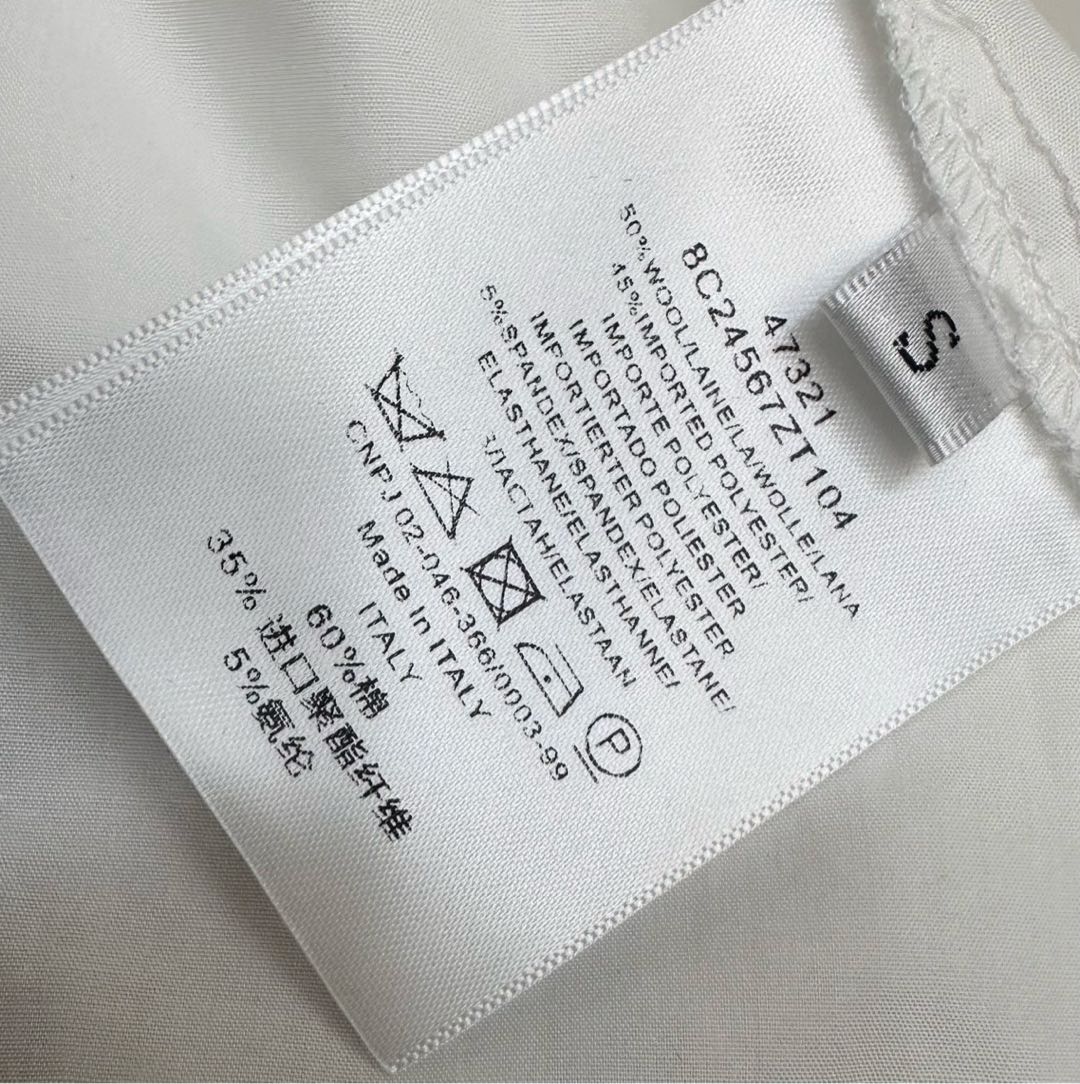 S
47321
8C24567ZT104
50%WOOL/LAINE/LA/WOLLE/LANA
45%IMPORTED POLYESTER/
IMPORTE POLYESTER/
IMPORTADO POLIESTER
IMPORTIERTER POLYESTER
5%SPANDEX/SPANDEX/ELASTANE/
ELASTHANE/ELASTHANNE/
ЭЛАСТАН/ELASTAAN
P
CNPJ 02-046-366/0003-99
Made In ITALY
ITALY
60%棉
35%进口聚酯纤维
5%氨纶